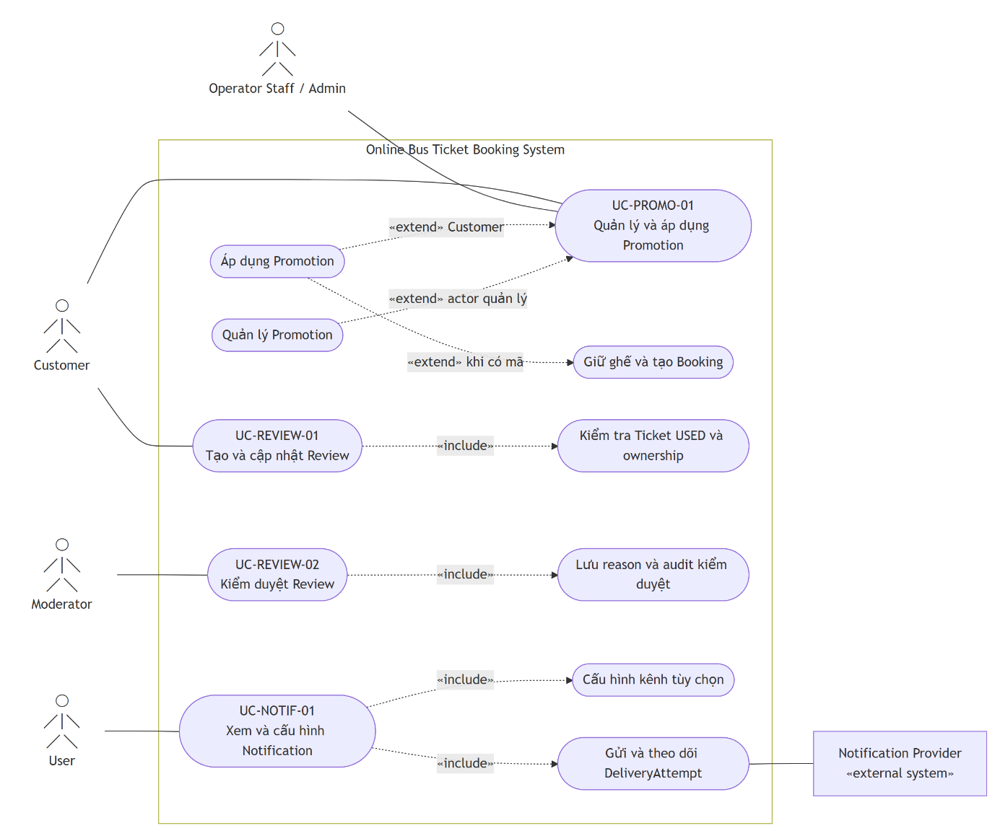 Operator Staff / Admin
Online Bus Ticket Booking System
UC-PROMO-01
Quản lý và áp dụng
Promotion
«extend» Customer
Áp dụng Promotion
«extend» actor quản lý
Quản lý Promotion
«extend» khi có mã
Giữ ghế và tạo Booking
Customer
UC-REVIEW-01
Tạo và cập nhật Review
«include»
Kiểm tra Ticket USED và
ownership
UC-REVIEW-02
Kiểm duyệt Review
«include»
Lưu reason và audit kiểm
duyệt
Moderator
«include»
Cấu hình kênh tùy chọn
UC-NOTIF-01
Xem và cấu hình
Notification
«include»
Gửi và theo dõi
DeliveryAttempt
User
Notification Provider
«external system»